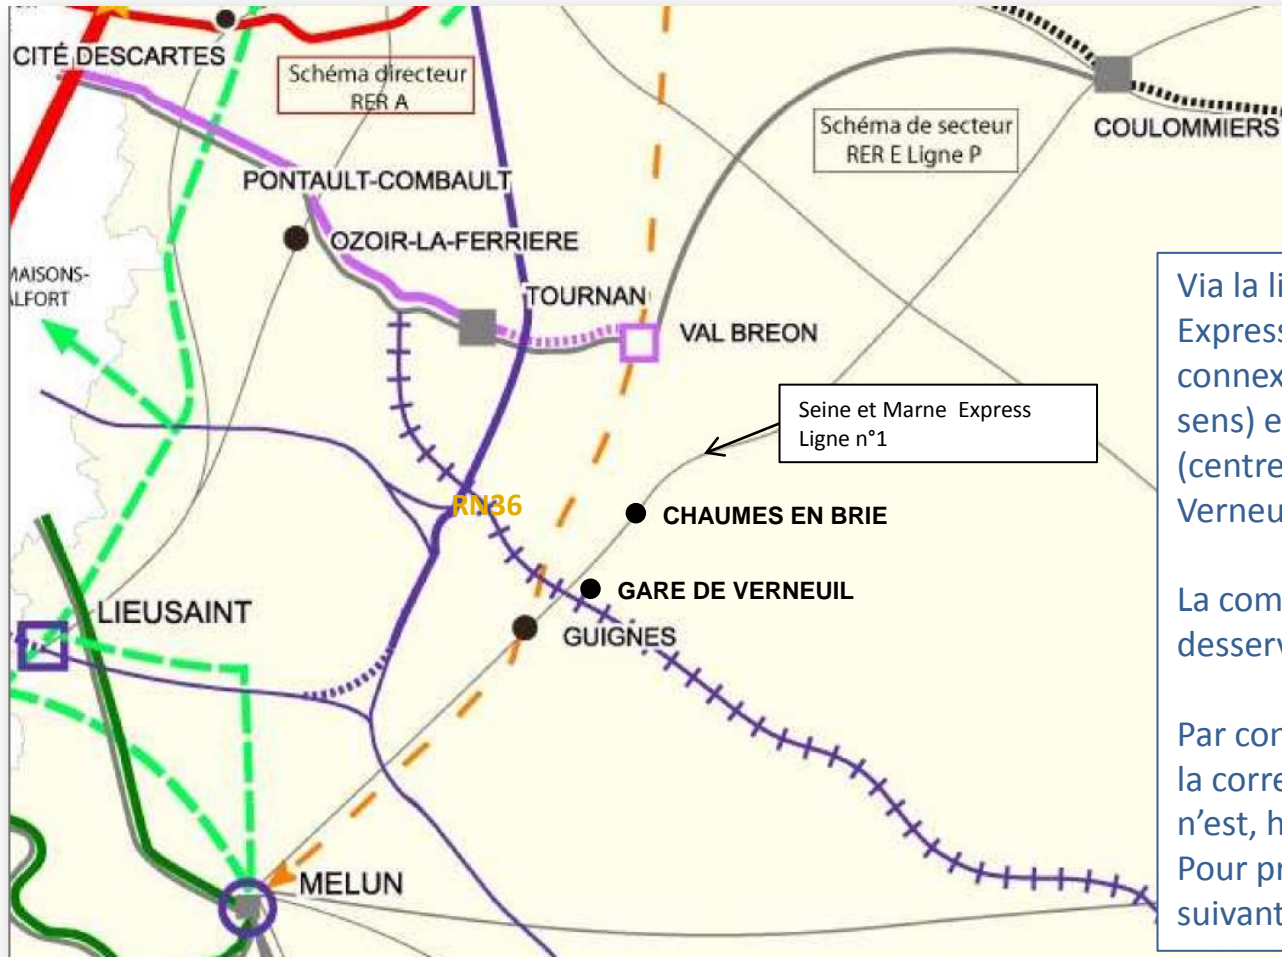 CITÉ DESCARTES
Schéma directeur
RER A
Schéma de secteur
RER E Ligne P
COULOMMIERS
PONTAULT-COMBAULT
OZOIR-LA-FERRIERE
MAISONS-
ALFORT
TOURNAN
VAL BREON
Seine et Marne Express
Ligne n°1
RN36
CHAUMES EN BRIE
GARE DE VERNEUIL
GUIGNES
LIEUSAINT
MELUN
Via la li
Express
connex
sens) e
(centre
Verneu
La com
desserv
Par con
la corre
n'est, h
Pour pr
suivant